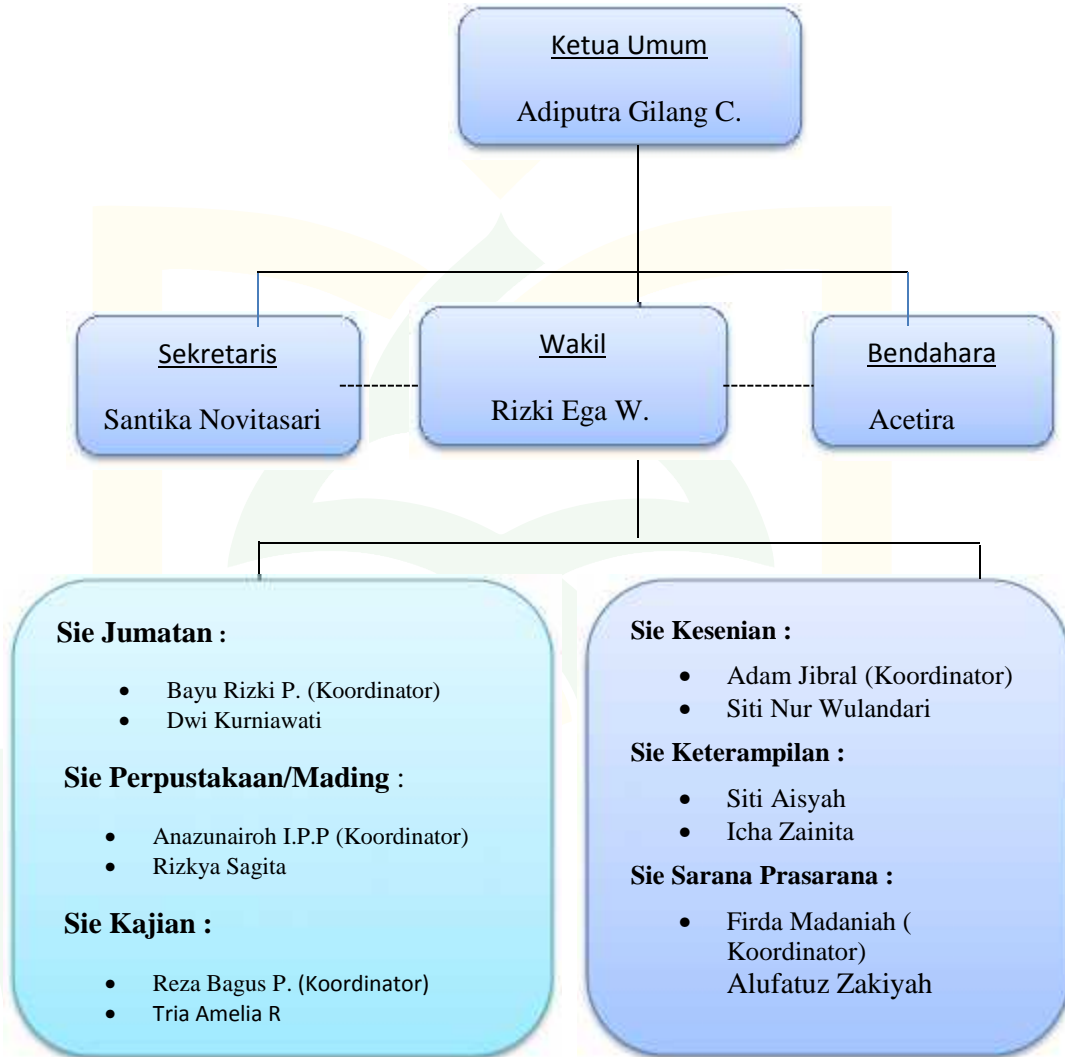 Ketua Umum
Adiputra Gilang C.
Sekretaris
Santika Novitasari
Wakil
Rizki Ega W.
Bendahara
Acetira
Sie Jumatan :
• Bayu Rizki P. (Koordinator)
• Dwi Kurniawati
Sie Perpustakaan/Mading :
• Anazunairoh I.P.P (Koordinator)
• Rizkya Sagita
Sie Kajian :
• Reza Bagus P. (Koordinator)
• Tria Amelia R
Sie Kesenian :
• Adam Jibral (Koordinator)
• Siti Nur Wulandari
Sie Keterampilan :
• Siti Aisyah
• Icha Zainita
Sie Sarana Prasarana :
• Firda Madaniah (
Koordinator)
Alufatuz Zakiyah